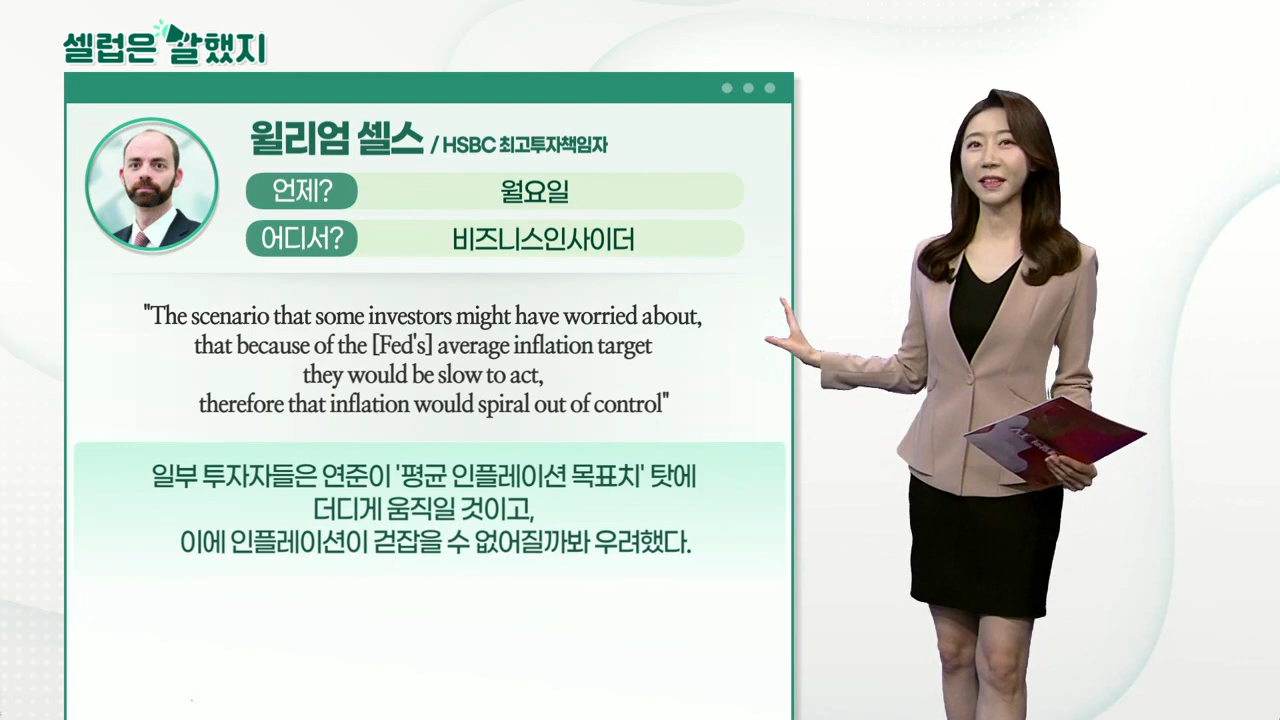 셀럽은 말했지
윌리엄 셀스 / HSBC 최고투자책임자
언제? 월요일
어디서? 비즈니스인사이더
"The scenario that some investors might have worried about,
that because of the [Fed's] average inflation target
they would be slow to act,
therefore that inflation would spiral out of control"
일부 투자자들은 연준이 '평균 인플레이션 목표치' 탓에
더디게 움직일 것이고,
이에 인플레이션이 걷잡을 수 없어질까봐 우려했다.